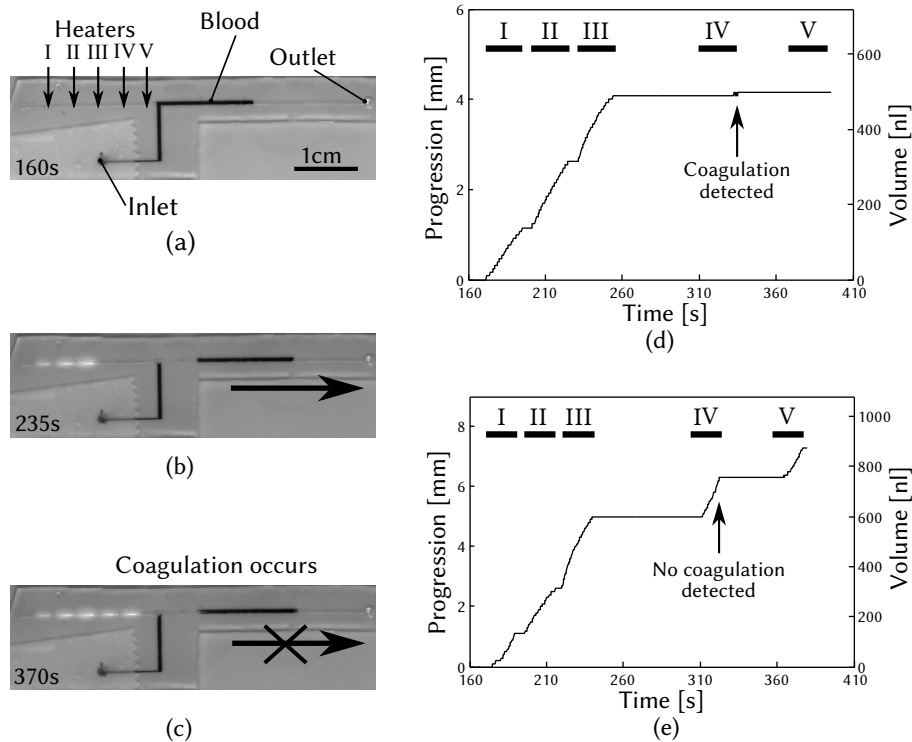 Heaters
I II III IV V
Blood
Outlet
160s
1cm
Inlet
(a)
235s
(b)
Coagulation occurs
370s
(c)
6
4
2
0
Progression [mm]
I II III IV V
Coagulation
detected
600
400
200
0
Volume [nl]
160 210 260 310 360 410
Time [s]
(d)
8
6
4
2
0
Progression [mm]
I II III IV V
No coagulation
detected
1000
800
600
400
200
0
Volume [nl]
160 210 260 310 360 410
Time [s]
(e)